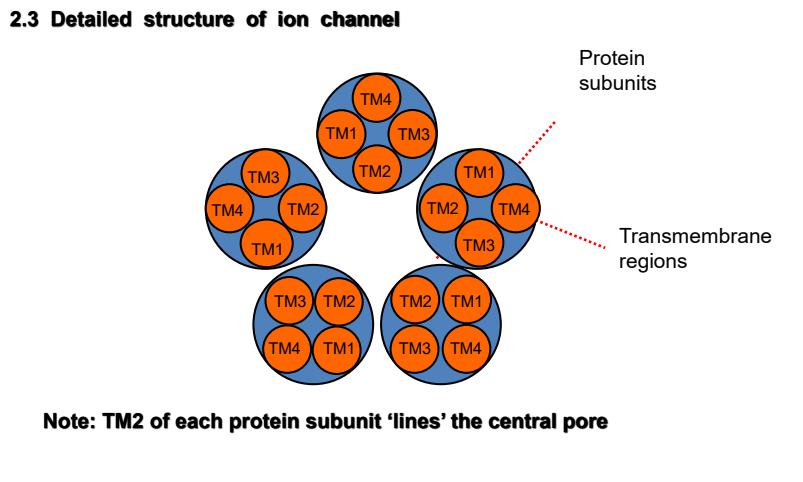 2.3 Detailed structure of ion channel
Protein
subunits
TM4
TM1 TM3
TM2
TM3
TM4 TM2
TM1
TM1
TM2 TM4
TM3
Transmembrane
regions
TM3 TM2
TM4 TM1
TM2 TM1
TM3 TM4
Note: TM2 of each protein subunit ‘lines’ the central pore